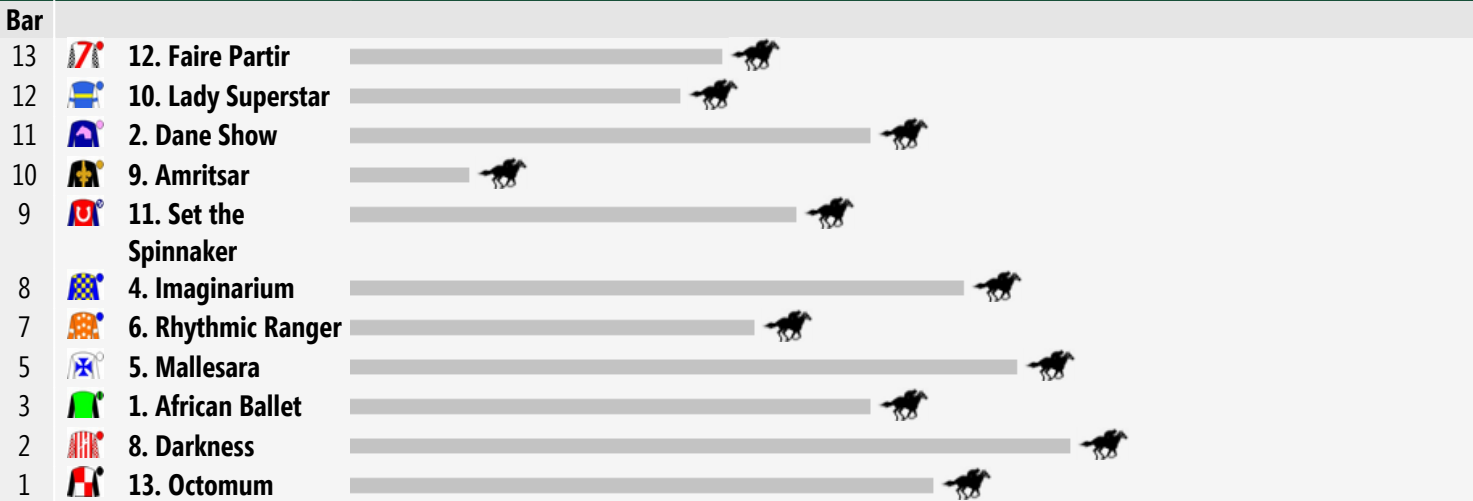 Bar
13 7 12. Faire Partir
12 10. Lady Superstar
11 2. Dane Show
10 9. Amritsar
9 11. Set the
Spinnaker
8 4. Imaginarium
7 6. Rhythmic Ranger
5 5. Mallesara
3 1. African Ballet
2 8. Darkness
1 13. Octomum